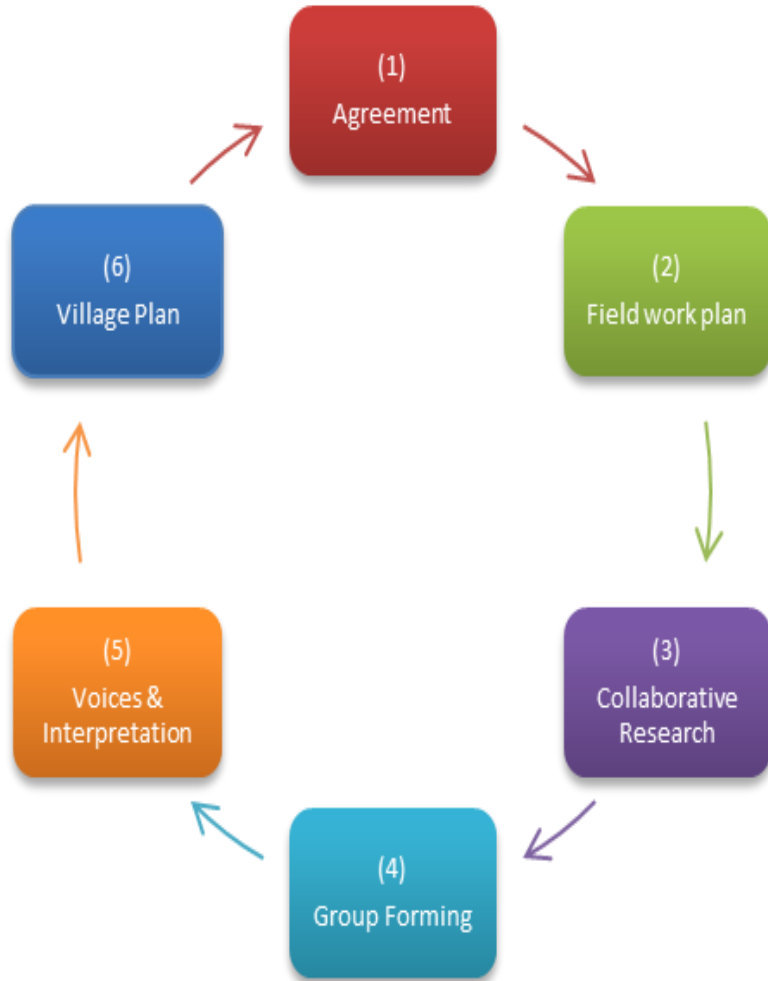 (1)
Agreement
(2)
Field work plan
(3)
Collaborative
Research
(4)
Group Forming
(5)
Voices &
Interpretation
(6)
Village Plan